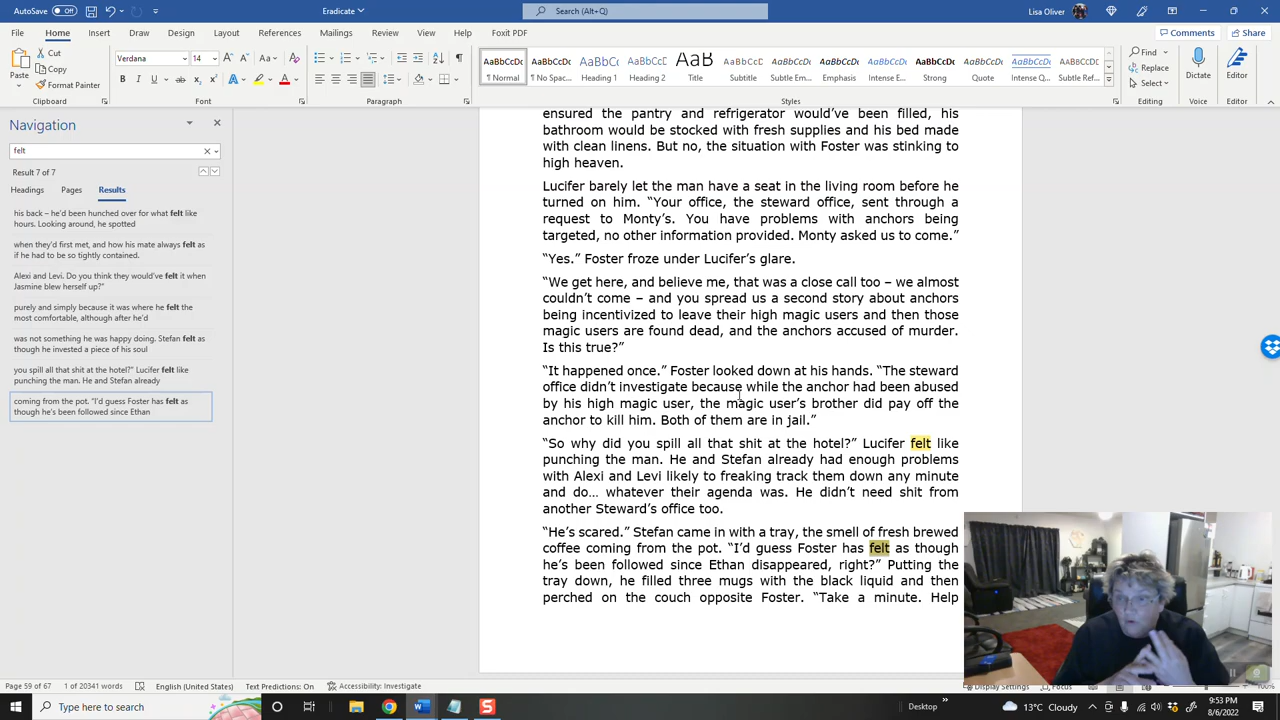 AutoSave Off
Eradicate
Search (Alt+Q)
Lisa Oliver
File Home Insert Draw Design Layout References Mailings Review View Help Foxit PDF
Comments Share
Paste
Cut
Copy
Format Painter
Clipboard
Verdana 14
Font
Paragraph
AaBbCcDc AaBbCcDc AaBbC AaBbCcI AaB AaBbCcD AaBbCcDt AaBbCcDt AaBbCcDt AaBbCcDc AaBbCcDt AaBbCcDt AaBbCcDd
¶ Normal ¶ No Spac... Heading 1 Heading 2 Title Subtitle Subtle Em... Emphasis Intense E... Strong Quote Intense Q... Subtle Ref...
Styles
Find
Replace
Select
Editing
Dictate
Voice
Editor
Editor
Navigation
felt
Result 7 of 7
Headings Pages Results
his back – he'd been hunched over for what felt like
hours. Looking around, he spotted
when they'd first met, and how his mate always felt as
if he had to be so tightly contained.
Alexi and Levi. Do you think they would've felt it when
Jasmine blew herself up?”
purely and simply because it was where he felt the
most comfortable, although after he'd
was not something he was happy doing. Stefan felt as
though he invested a piece of his soul
you spill all that shit at the hotel?” Lucifer felt like
punching the man. He and Stefan already
coming from the pot. “I'd guess Foster has felt as
though he's been followed since Ethan
ensured the pantry and refrigerator would’ve been filled, his
bathroom would be stocked with fresh supplies and his bed made
with clean linens. But no, the situation with Foster was stinking to
high heaven.
Lucifer barely let the man have a seat in the living room before he
turned on him. “Your office, the steward office, sent through a
request to Monty’s. You have problems with anchors being
targeted, no other information provided. Monty asked us to come.”
“Yes.” Foster froze under Lucifer’s glare.
“We get here, and believe me, that was a close call too – we almost
couldn’t come – and you spread us a second story about anchors
being incentivized to leave their high magic users and then those
magic users are found dead, and the anchors accused of murder.
Is this true?”
“It happened once.” Foster looked down at his hands. “The steward
office didn’t investigate because while the anchor had been abused
by his high magic user, the magic user’s brother did pay off the
anchor to kill him. Both of them are in jail.”
“So why did you spill all that shit at the hotel?” Lucifer felt like
punching the man. He and Stefan already had enough problems
with Alexi and Levi likely to freaking track them down any minute
and do… whatever their agenda was. He didn’t need shit from
another Steward’s office too.
“He’s scared.” Stefan came in with a tray, the smell of fresh brewed
coffee coming from the pot. “I’d guess Foster has felt as though
he’s been followed since Ethan disappeared, right?” Putting the
tray down, he filled three mugs with the black liquid and then
perched on the couch opposite Foster. “Take a minute. Help
Page 59 of 67 1 of 20341 words English (United States) Text Predictions: On Accessibility: Investigate
Display Settings Focus
Type here to search
Desktop
13°C Cloudy
9:53 PM
8/6/2022